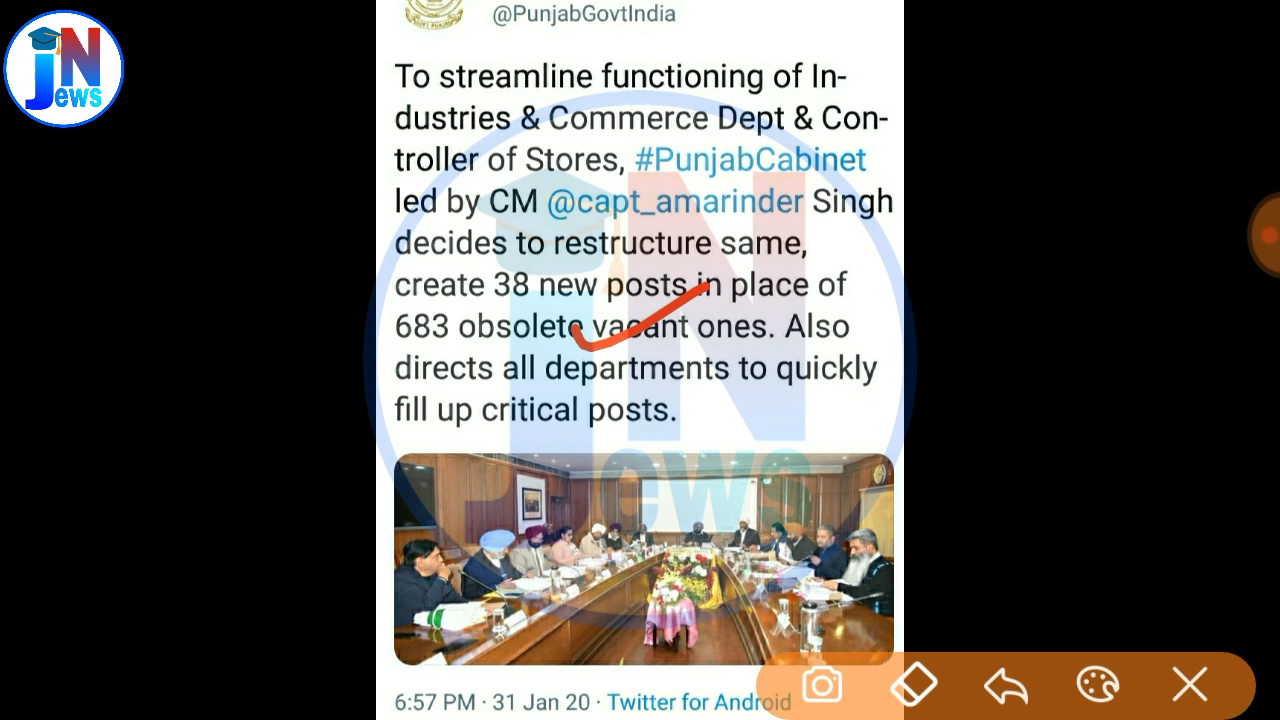 JN
ews
@PunjabGovtIndia
To streamline functioning of In-
dustries & Commerce Dept & Con-
troller of Stores, #PunjabCabinet
led by CM @capt_amarinder Singh
decides to restructure same,
create 38 new posts in place of
683 obsolete vacant ones. Also
directs all departments to quickly
fill up critical posts.
JN
ews
6:57 PM · 31 Jan 20 · Twitter for Android